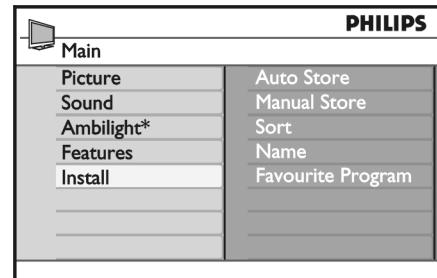 PHILIPS
Main
Picture
Sound
Ambilight*
Features
Install
Auto Store
Manual Store
Sort
Name
Favourite Program